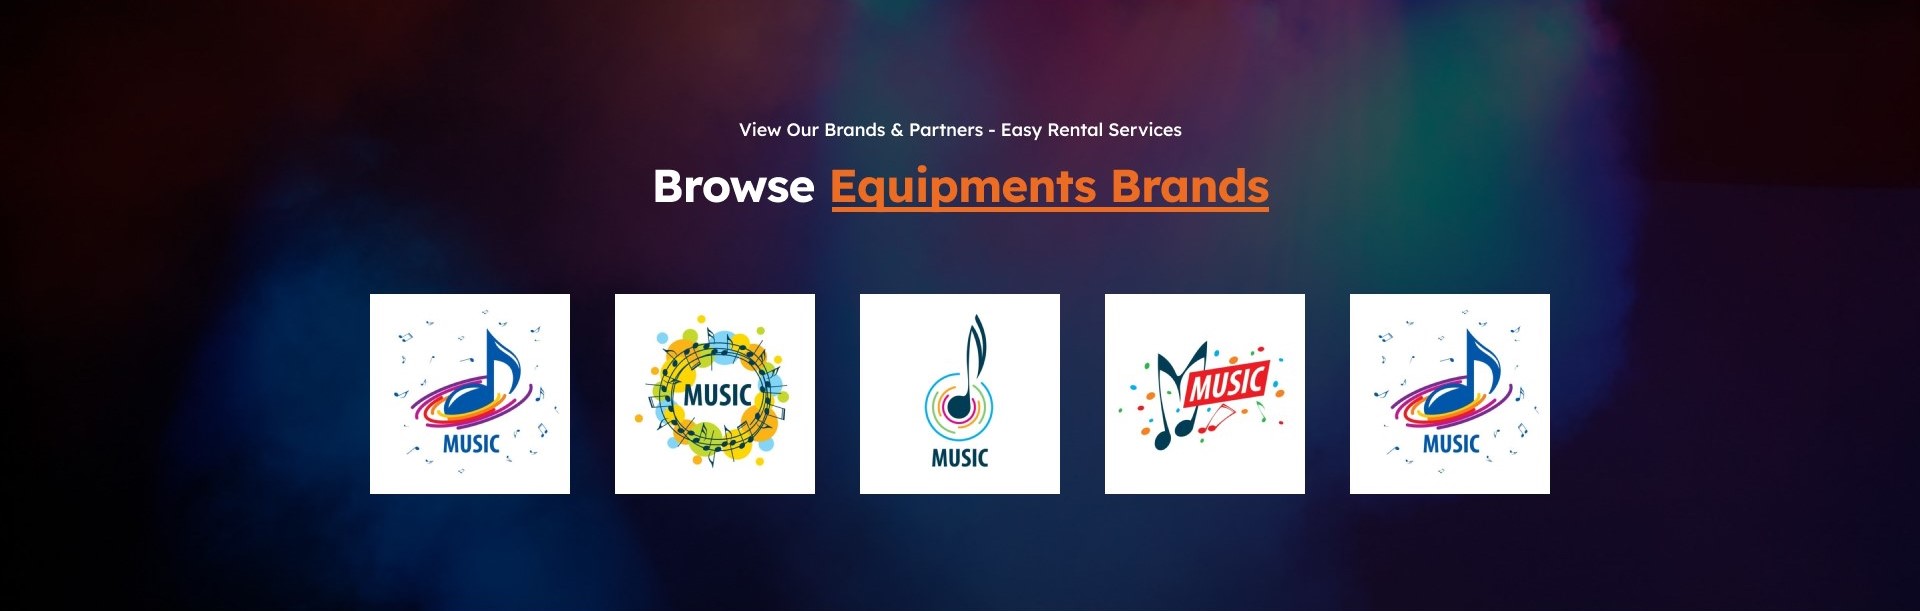 View Our Brands & Partners - Easy Rental Services
Browse Equipments Brands
MUSIC
MUSIC
MUSIC
MUSIC
MUSIC